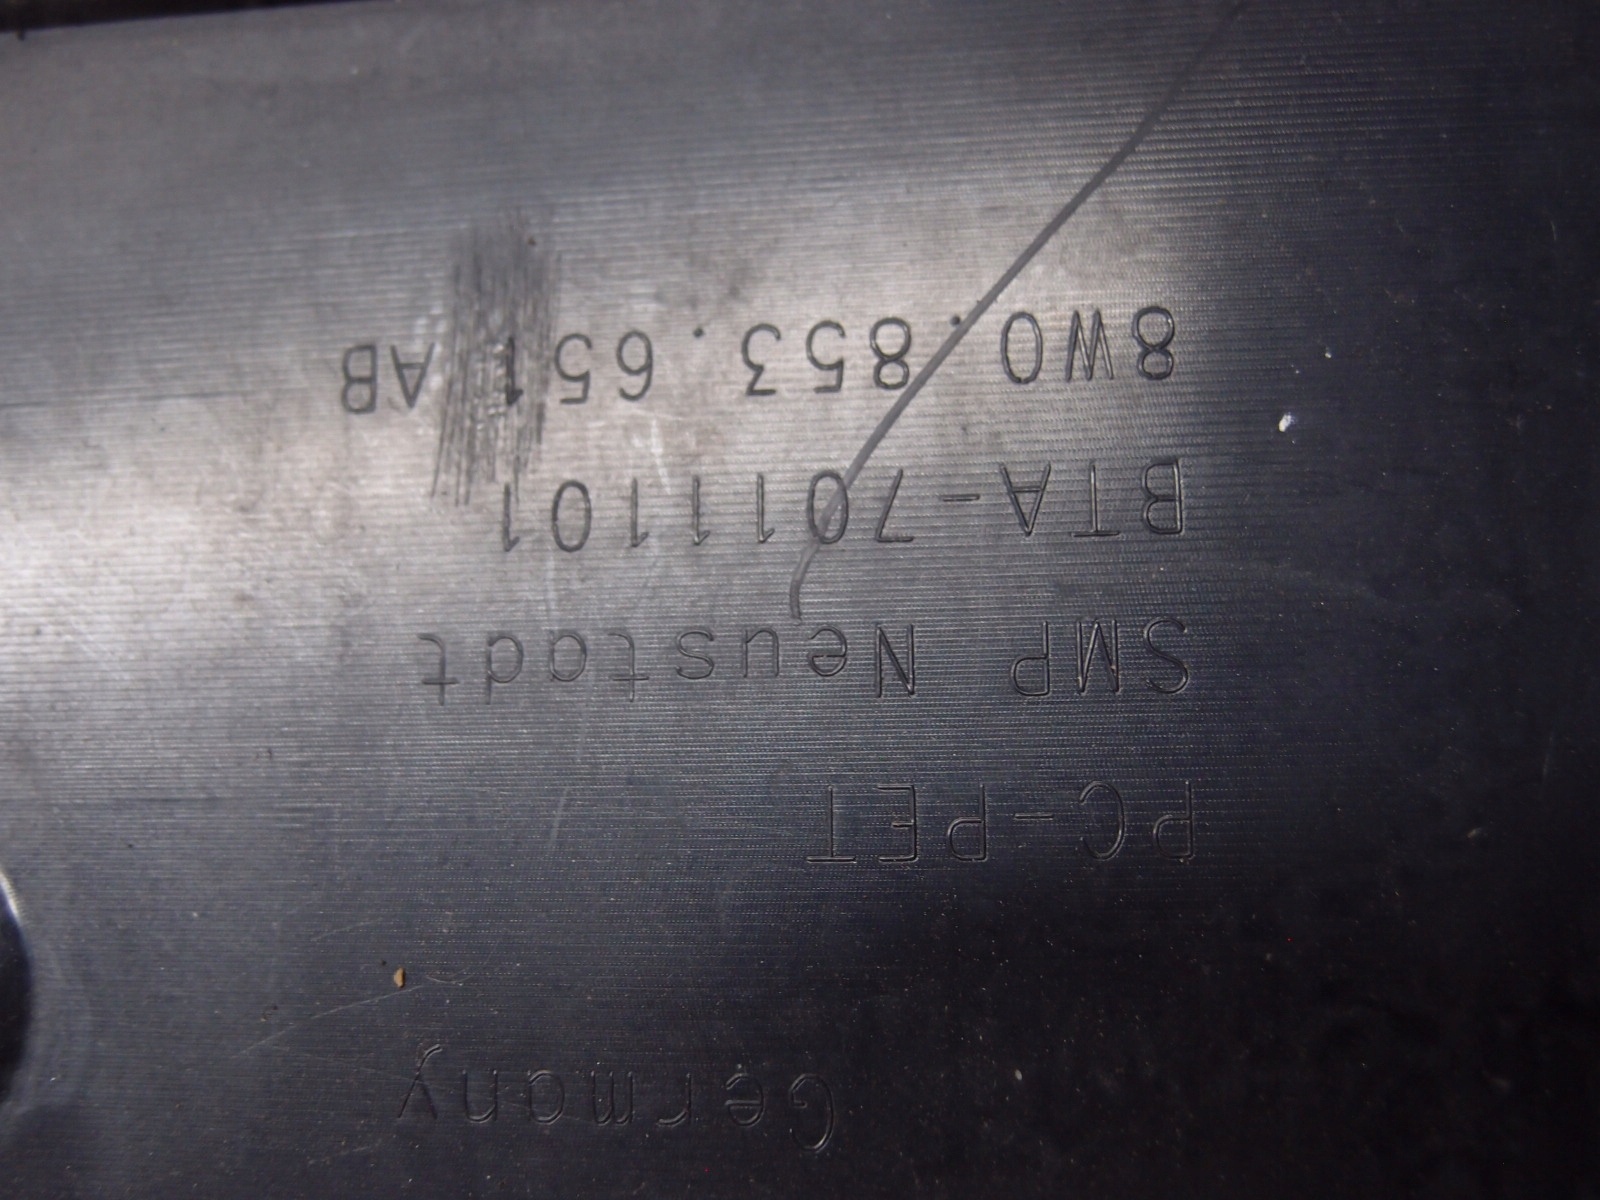 8W0.853.651 AB
BTA-7011101
SMP Neustadt
PC-PET
Germany